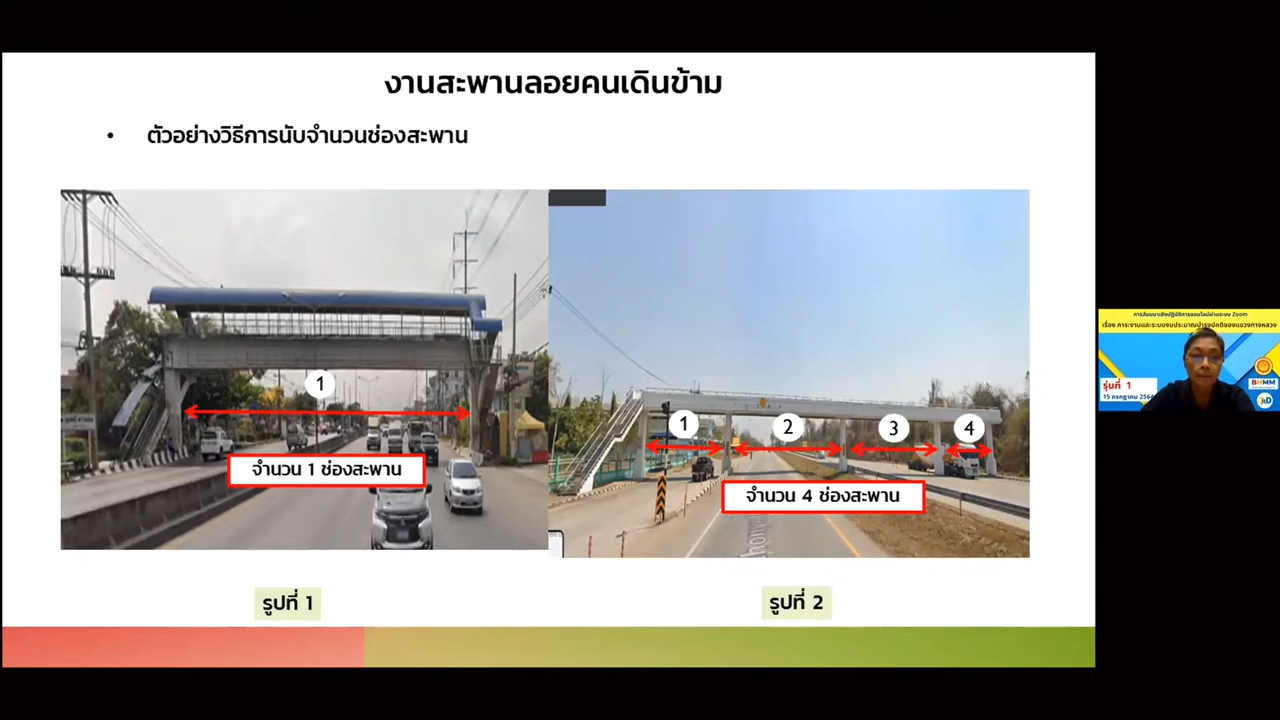 งานสะพานลอยคนเดินข้าม
• ตัวอย่างวิธีการนับจำนวนช่องสะพาน
1
จำนวน 1 ช่องสะพาน
1
2
3
4
จำนวน 4 ช่องสะพาน
รูปที่ 1
รูปที่ 2
การสัมมนาเชิงปฏิบัติการออนไลน์ผ่านระบบ Zoom
เรื่อง ภาระงานและระบบงบประมาณบำรุงปกติของแขวงทางหลวง
รุ่นที่ 1
15 กรกฎาคม 256
BMMM